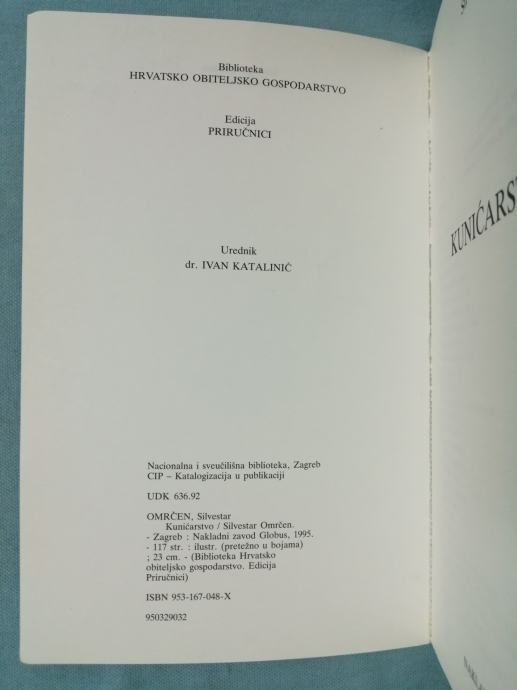 Biblioteka
HRVATSKO OBITELJSKO GOSPODARSTVO
Edicija
PRIRUČNICI
Urednik
dr. IVAN KATALINIĆ
Nacionalna i sveučilišna biblioteka, Zagreb
CIP – Katalogizacija u publikaciji
UDK 636.92
OMRČEN, Silvestar
Kunićarstvo / Silvestar Omrčen.
- Zagreb : Nakladni zavod Globus, 1995.
- 117 str. : ilustr. (pretežno u bojama)
; 23 cm. - (Biblioteka Hrvatsko
obiteljsko gospodarstvo. Edicija
Priručnici)
ISBN 953-167-048-X
950329032
KUNIĆARST